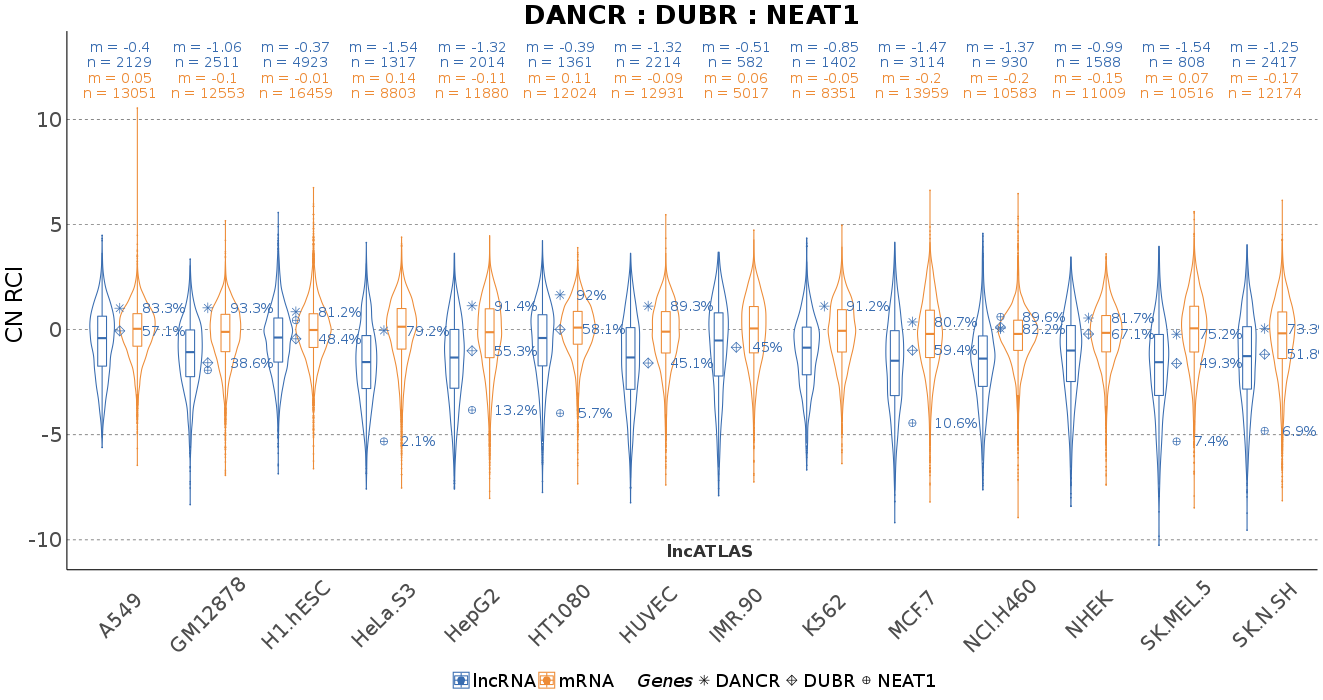 DANCR : DUBR : NEAT1
m = -0.4 m = -1.06 m = -0.37 m = -1.54 m = -1.32 m = -0.39 m = -1.32 m = -0.51 m = -0.85 m = -1.47 m = -1.37 m = -0.99 m = -1.54 m = -1.25
n = 2129 n = 2511 n = 4923 n = 1317 n = 2014 n = 1361 n = 2214 n = 582 n = 1402 n = 3114 n = 930 n = 1588 n = 808 n = 2417
m = 0.05 m = -0.1 m = -0.01 m = 0.14 m = -0.11 m = 0.11 m = -0.09 m = 0.06 m = -0.05 m = -0.2 m = -0.2 m = -0.15 m = 0.07 m = -0.17
n = 13051 n = 12553 n = 16459 n = 8803 n = 11880 n = 12024 n = 12931 n = 5017 n = 8351 n = 13959 n = 10583 n = 11009 n = 10516 n = 12174
10
5
0
-5
-10
CN RCI
83.3% 93.3% 81.2% 79.2% 91.4% 92% 89.3% 91.2% 80.7% 89.6% 81.7% 75.2% 73.3%
57.1% 38.6% 48.4% 55.3% 58.1% 45.1% 45% 59.4% 82.2% 67.1% 49.3% 51.8%
2.1% 13.2% 5.7% 10.6% 7.4% 6.9%
lncATLAS
A549 GM12878 H1.hESC HeLa.S3 HepG2 HT1080 HUVEC IMR.90 K562 MCF.7 NCI.H460 NHEK SK.MEL.5 SK.N.SH
lncRNA mRNA Genes DANCR DUBR NEAT1